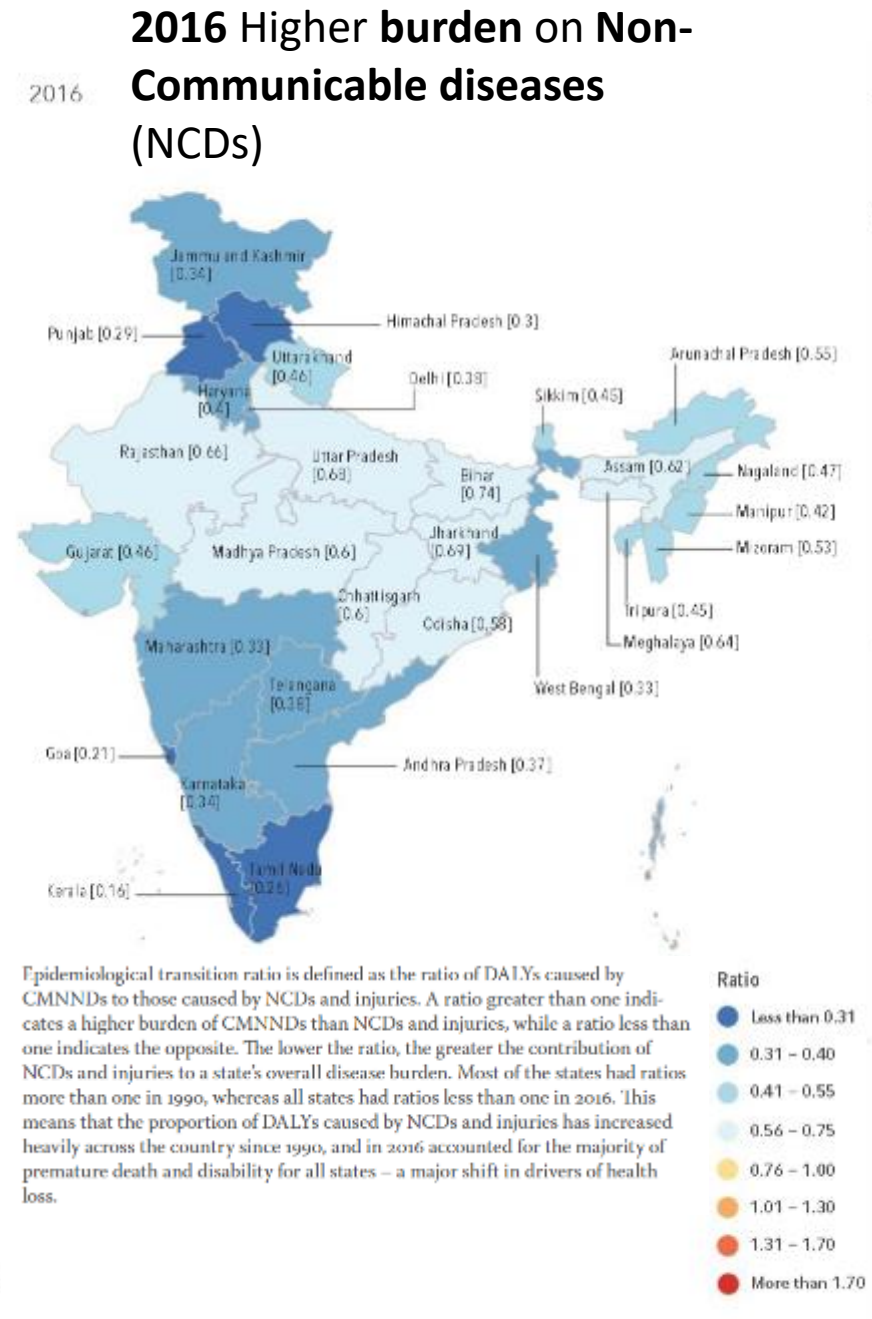 2016 Higher burden on Non-
2016
Communicable diseases
(NCDs)
Jammu and Kashmir
[0.34]
Himachal Pradesh [0.3]
Punjab [0.29]
Uttarakhand
[0.46]
Arunachal Pradesh [0.55]
Delhi [0.38]
Haryana
[0.4]
Sikkim [0.45]
Rajasthan [0.66]
Uttar Pradesh
[0.68]
Bihar
[0.74]
Assam [0.62]
Nagaland [0.47]
Manipur [0.42]
Jharkhand
[0.69]
Gujarat [0.46]
Madhya Pradesh [0.6]
Mizoram [0.53]
Chhattisgarh
[0.6]
Odisha [0.58]
Tripura [0.45]
Meghalaya [0.64]
Maharashtra [0.33]
West Bengal [0.33]
Telangana
[0.38]
Goa [0.21]
Andhra Pradesh [0.37]
Karnataka
[0.34]
Tamil Nadu
[0.26]
Kerala [0.16]
Epidemiological transition ratio is defined as the ratio of DALYs caused by
CMNNDs to those caused by NCDs and injuries. A ratio greater than one indi-
cates a higher burden of CMNNDs than NCDs and injuries, while a ratio less than
one indicates the opposite. The lower the ratio, the greater the contribution of
NCDs and injuries to a state's overall disease burden. Most of the states had ratios
more than one in 1990, whereas all states had ratios less than one in 2016. This
means that the proportion of DALYs caused by NCDs and injuries has increased
heavily across the country since 1990, and in 2016 accounted for the majority of
premature death and disability for all states – a major shift in drivers of health
loss.
Ratio
Less than 0.31
0.31 – 0.40
0.41 – 0.55
0.56 – 0.75
0.76 – 1.00
1.01 – 1.30
1.31 – 1.70
More than 1.70